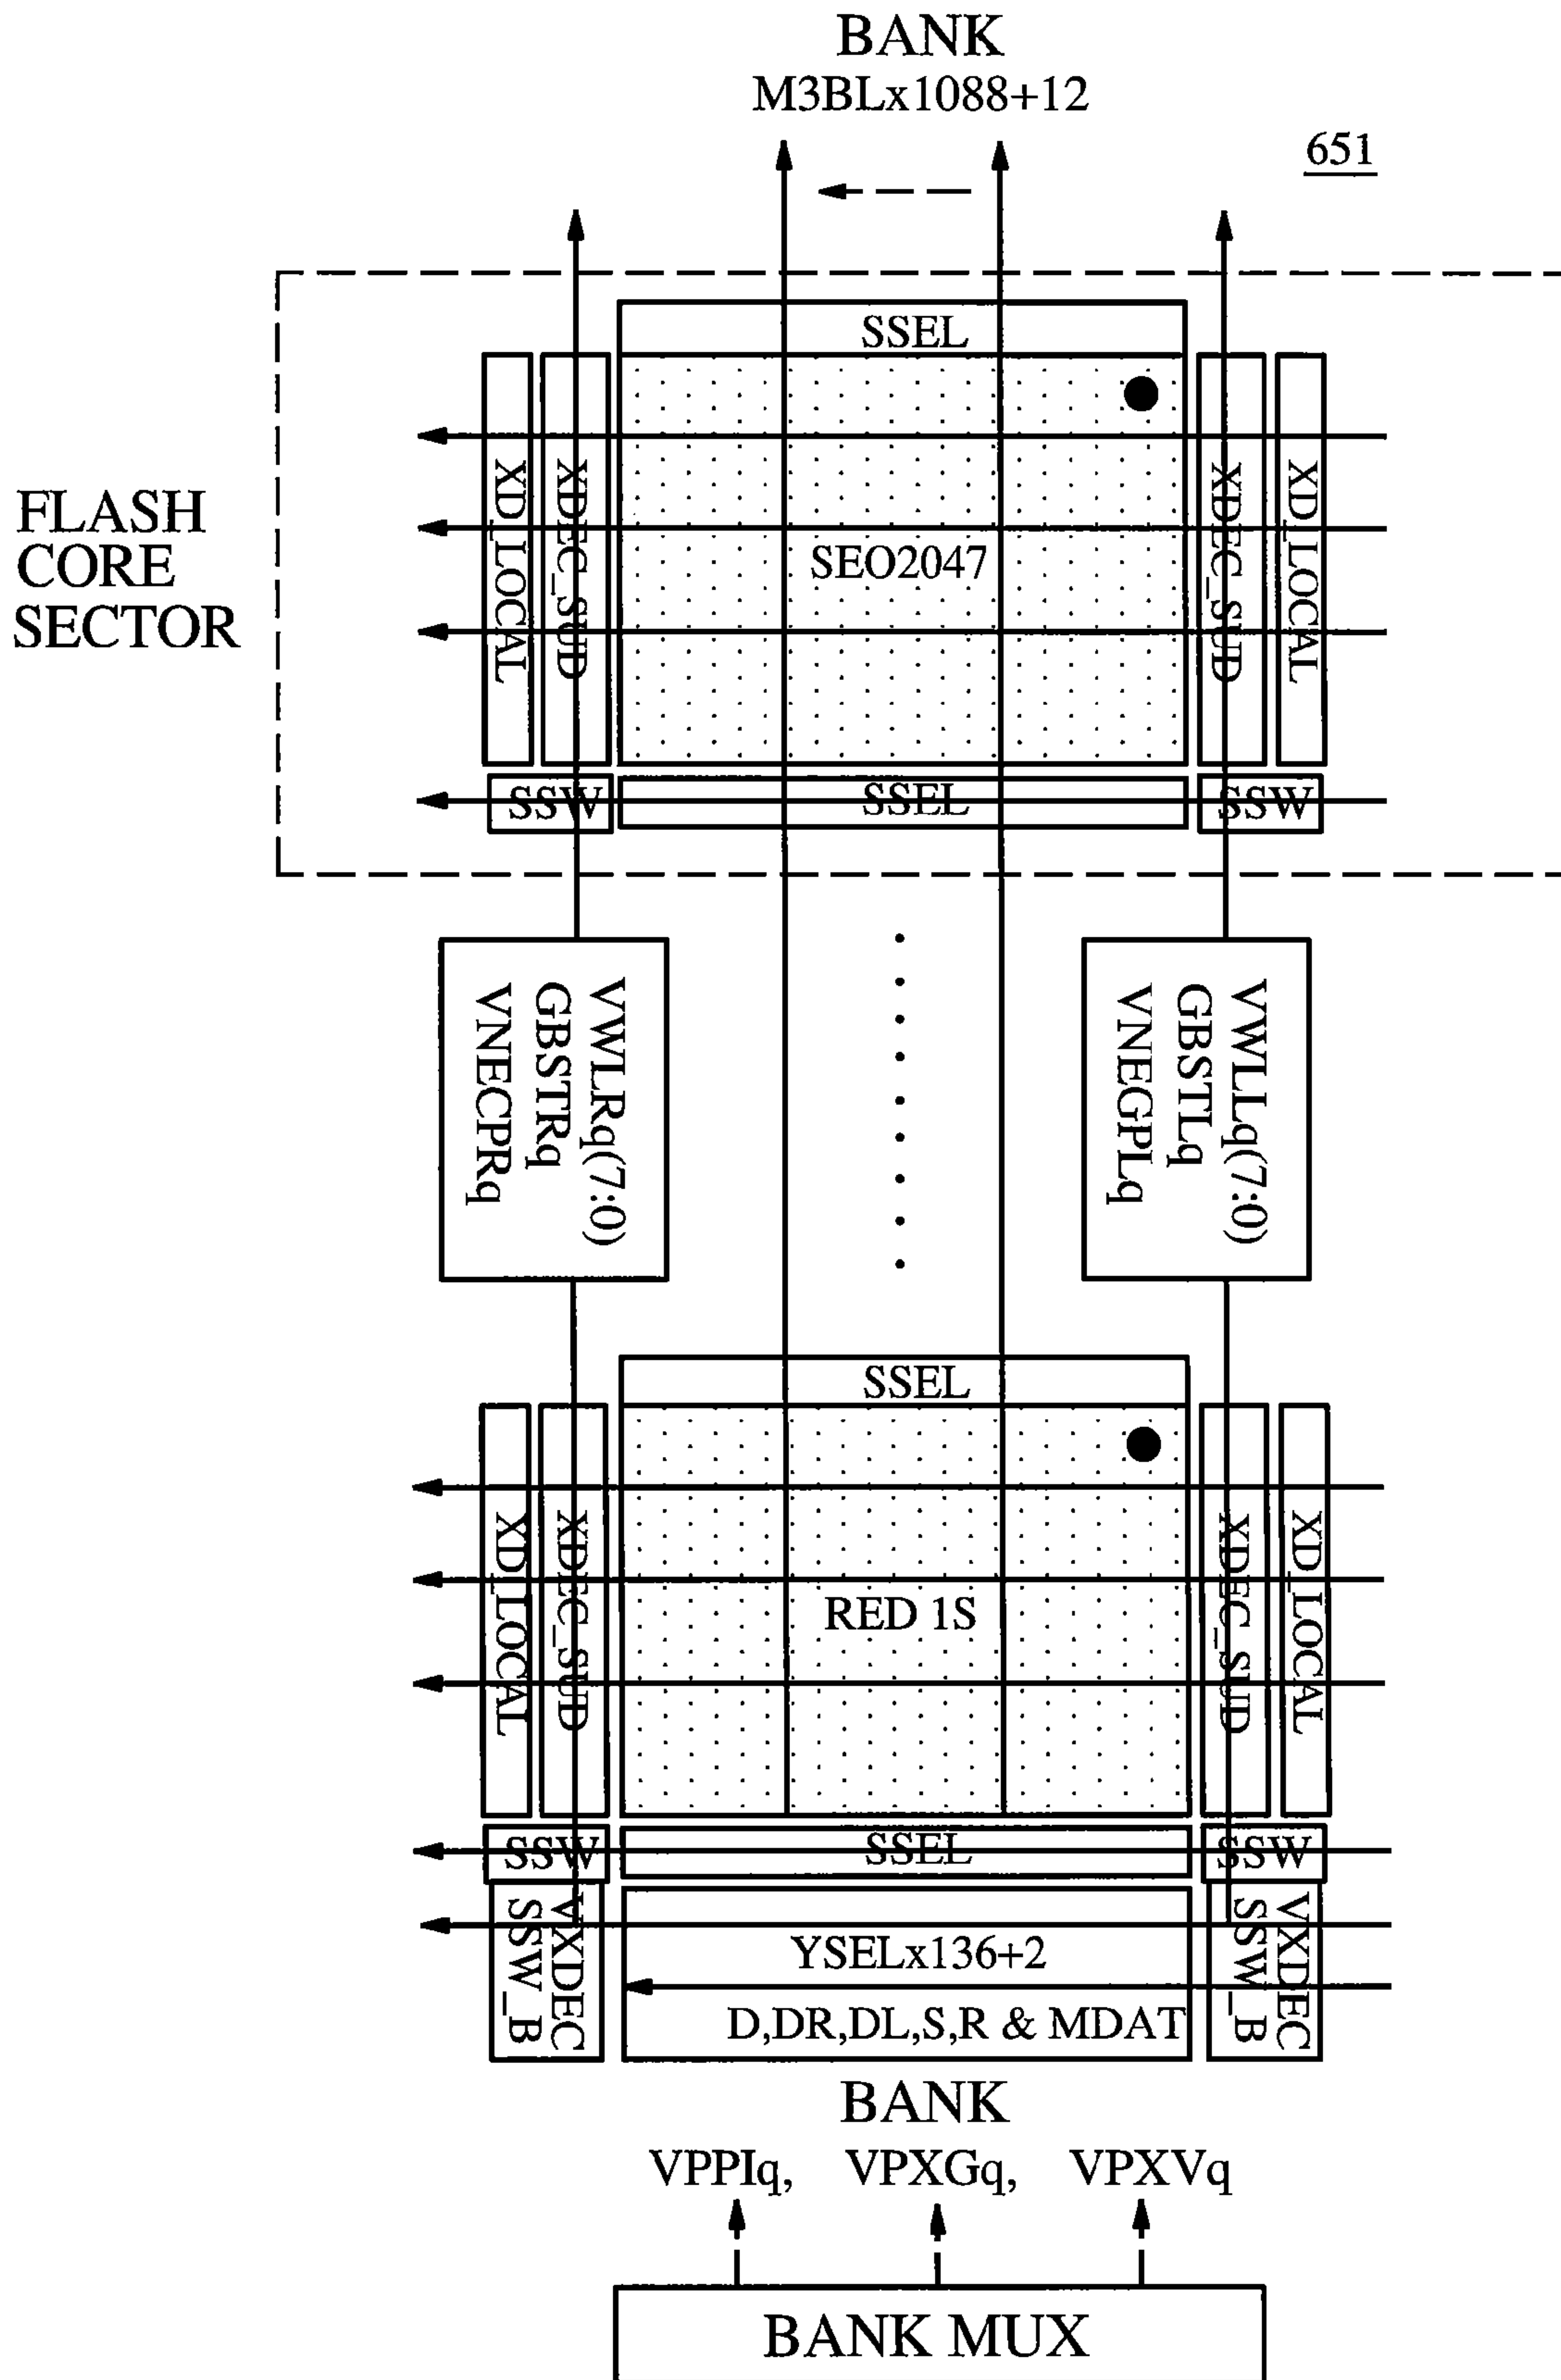 BANK
M3BLx1088+12
651
SSEL
XD_LOCAL
XDEC_SUD
XDEC_SUD
XD_LOCAL
FLASH
CORE
SECTOR
SEO2047
SSW
SSEL
SSW
VWLRq(7:0)
GBSTRq
VNECPRq
VWLLq(7:0)
GBSTLq
VNEGPLq
SSEL
XD_LOCAL
XDEC_SUD
XDEC_SUD
XD_LOCAL
RED 1S
SSW
SSEL
SSW
VXDEC
SSW_B
YSELx136+2
D,DR,DL,S,R & MDAT
VXDEC
SSW_B
BANK
VPPIq, VPXGq, VPXVq
BANK MUX